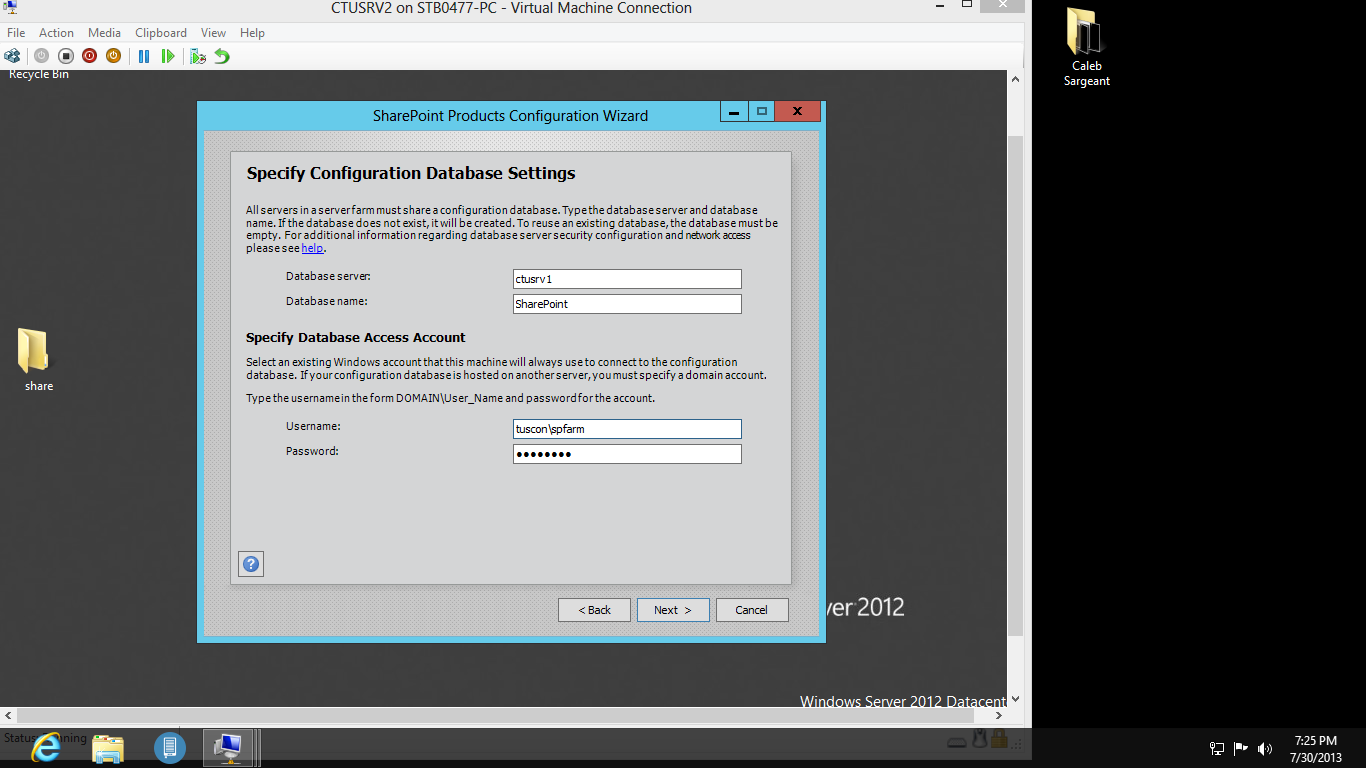 CTUSRV2 on STB0477-PC - Virtual Machine Connection
File Action Media Clipboard View Help
Recycle Bin
Caleb
Sargeant
SharePoint Products Configuration Wizard
Specify Configuration Database Settings
All servers in a server farm must share a configuration database. Type the database server and database
name. If the database does not exist, it will be created. To reuse an existing database, the database must be
empty. For additional information regarding database server security configuration and network access
please see help.
Database server: ctusrv1
Database name: SharePoint
Specify Database Access Account
Select an existing Windows account that this machine will always use to connect to the configuration
database. If your configuration database is hosted on another server, you must specify a domain account.
Type the username in the form DOMAIN\User_Name and password for the account.
Username: tuscon\spfarm
Password: ●●●●●●●●
share
?
< Back Next > Cancel
ver 2012
Windows Server 2012 Datacent
7:25 PM
7/30/2013